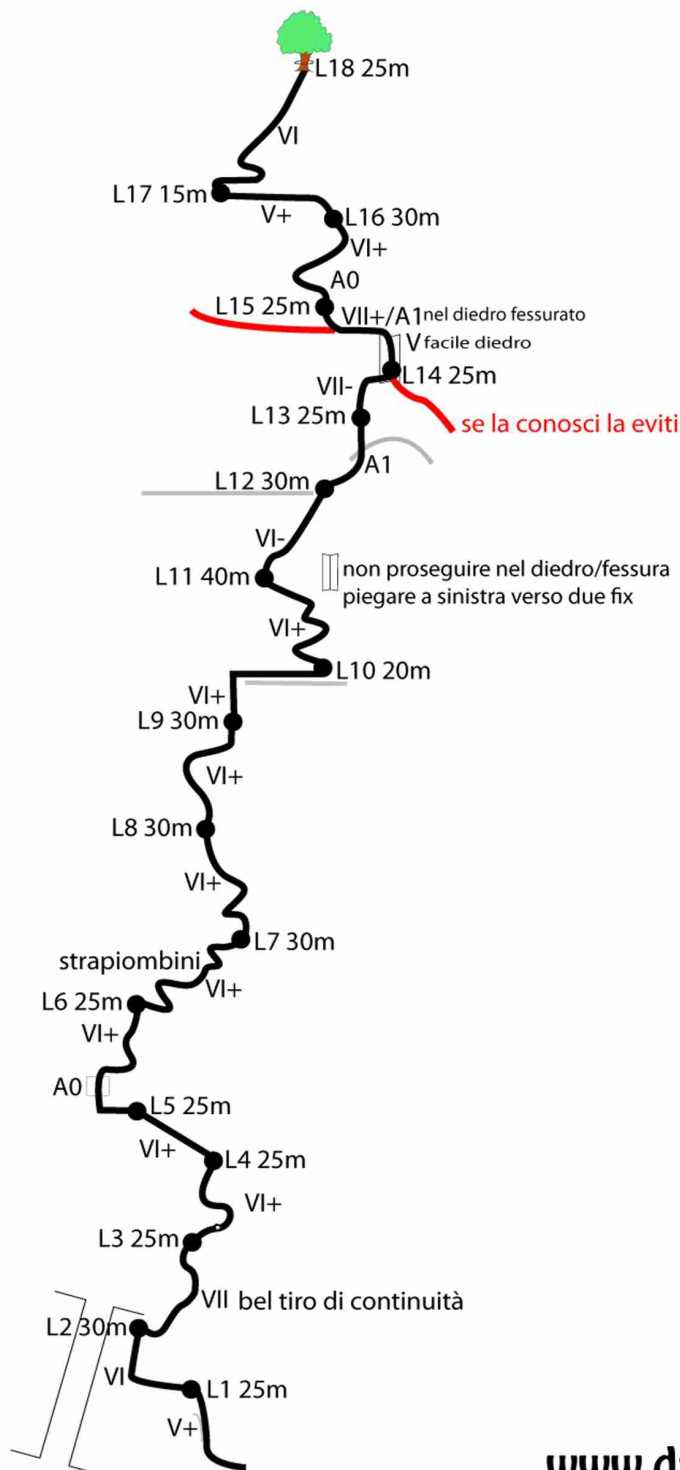 L18 25m
VI
L17 15m
V+
L16 30m
VI+
A0
L15 25m
VII+/A1 nel diedro fessurato
V facile diedro
L14 25m
VII-
L13 25m
se la conosci la eviti
A1
L12 30m
VI-
L11 40m
non proseguire nel diedro/fessura
piegare a sinistra verso due fix
VI+
L10 20m
VI+
L9 30m
VI+
L8 30m
VI+
L7 30m
strapiombini
VI+
L6 25m
VI+
A0
L5 25m
VI+
L4 25m
VI+
L3 25m
VII bel tiro di continuità
L2 30m
VI
L1 25m
V+